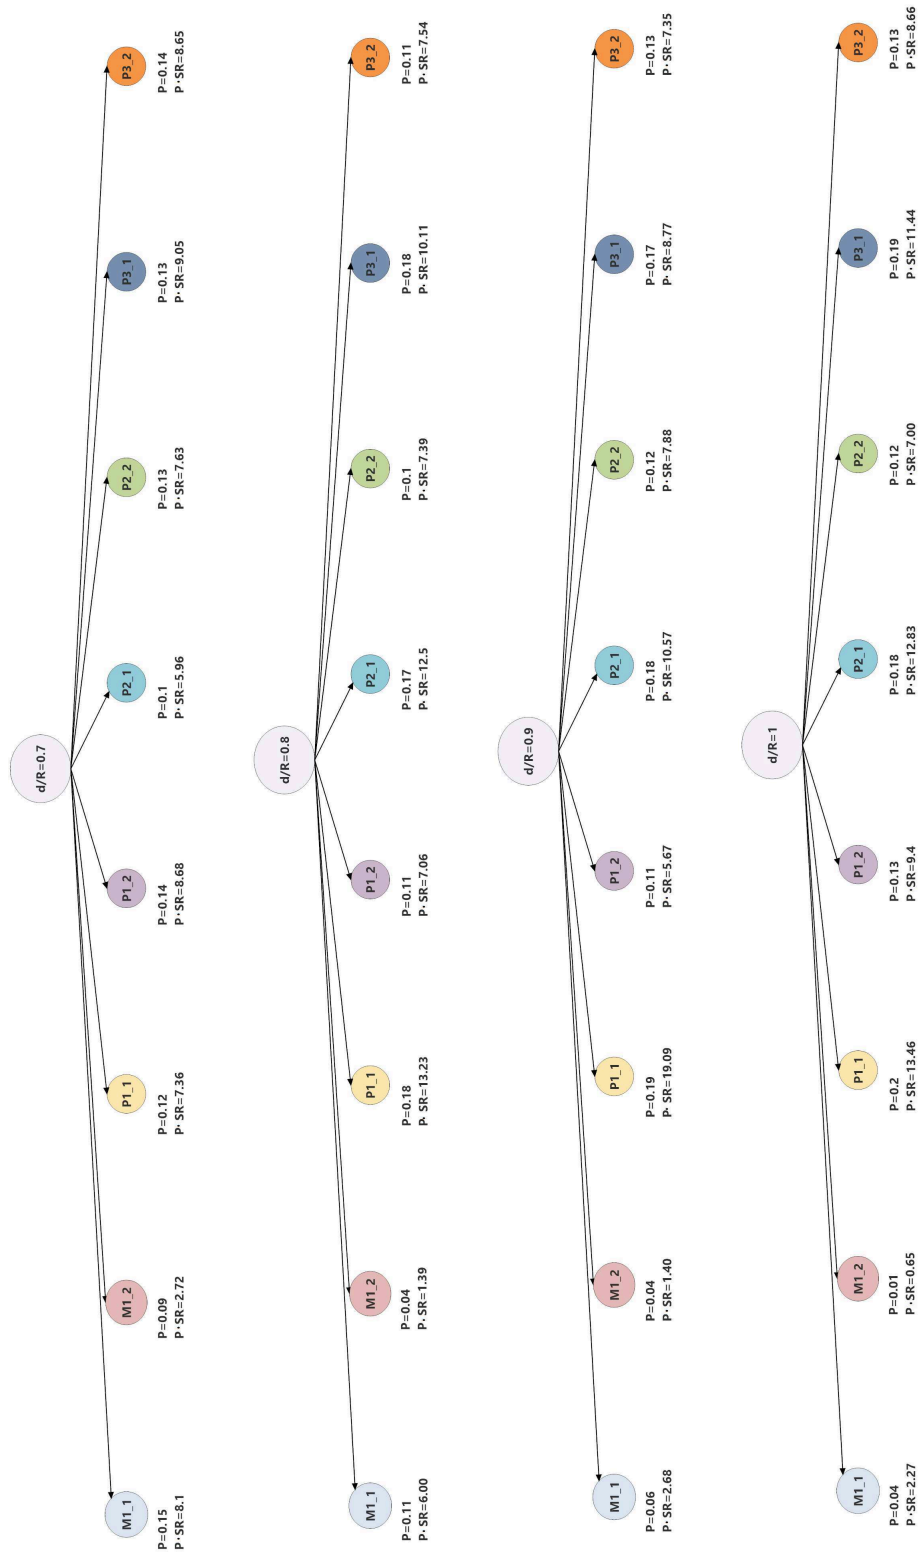 d/R=0.7
M1_1
P=0.15
P·SR=8.1
M1_2
P=0.09
P·SR=2.72
P1_1
P=0.12
P·SR=7.36
P1_2
P=0.14
P·SR=8.68
P2_1
P=0.1
P·SR=5.96
P2_2
P=0.13
P·SR=7.63
P3_1
P=0.13
P·SR=9.05
P3_2
P=0.14
P·SR=8.65
d/R=0.8
M1_1
P=0.11
P·SR=6.00
M1_2
P=0.04
P·SR=1.39
P1_1
P=0.18
P·SR=13.23
P1_2
P=0.11
P·SR=7.06
P2_1
P=0.17
P·SR=12.5
P2_2
P=0.1
P·SR=7.39
P3_1
P=0.18
P·SR=10.11
P3_2
P=0.11
P·SR=7.54
d/R=0.9
M1_1
P=0.06
P·SR=2.68
M1_2
P=0.04
P·SR=1.40
P1_1
P=0.19
P·SR=19.09
P1_2
P=0.11
P·SR=5.67
P2_1
P=0.18
P·SR=10.57
P2_2
P=0.12
P·SR=7.88
P3_1
P=0.17
P·SR=8.77
P3_2
P=0.13
P·SR=7.35
d/R=1
M1_1
P=0.04
P·SR=2.27
M1_2
P=0.01
P·SR=0.65
P1_1
P=0.2
P·SR=13.46
P1_2
P=0.13
P·SR=9.4
P2_1
P=0.18
P·SR=12.83
P2_2
P=0.12
P·SR=7.00
P3_1
P=0.19
P·SR=11.44
P3_2
P=0.13
P·SR=8.66